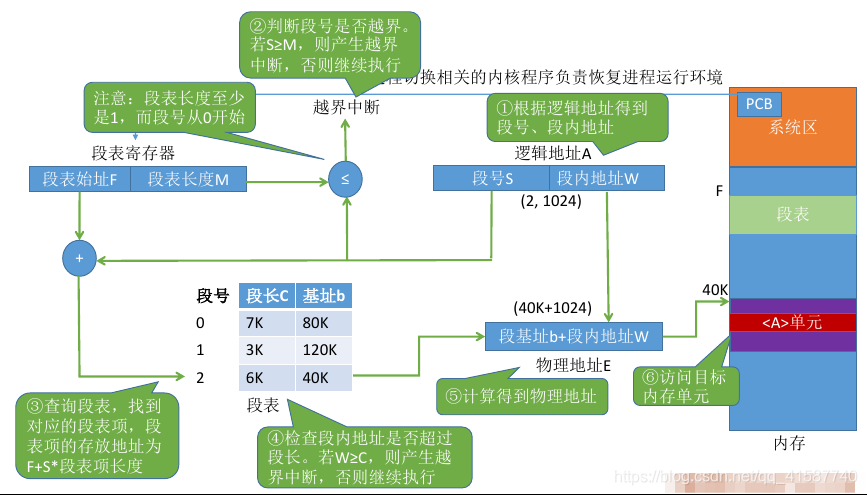 ②判断段号是否越界。
若S≥M，则产生越界
中断，否则继续执行
程切换相关的内核程序负责恢复进程运行环境
注意：段表长度至少
是1，而段号从0开始
越界中断
①根据逻辑地址得到
段号、段内地址
PCB
系统区
段表寄存器
逻辑地址A
段表始址F 段表长度M
≤
段号S 段内地址W
(2, 1024)
F
段表
+
段号 段长C 基址b
0 7K 80K
1 3K 120K
2 6K 40K
段表
(40K+1024)
段基址b+段内地址W
物理地址E
40K
<A>单元
③查询段表，找到
对应的段表项，段
表项的存放地址为
F+S*段表项长度
④检查段内地址是否超过
段长。若W≥C，则产生越
界中断，否则继续执行
⑤计算得到物理地址
⑥访问目标
内存单元
内存
https://blog.csdn.net/qq_41587740